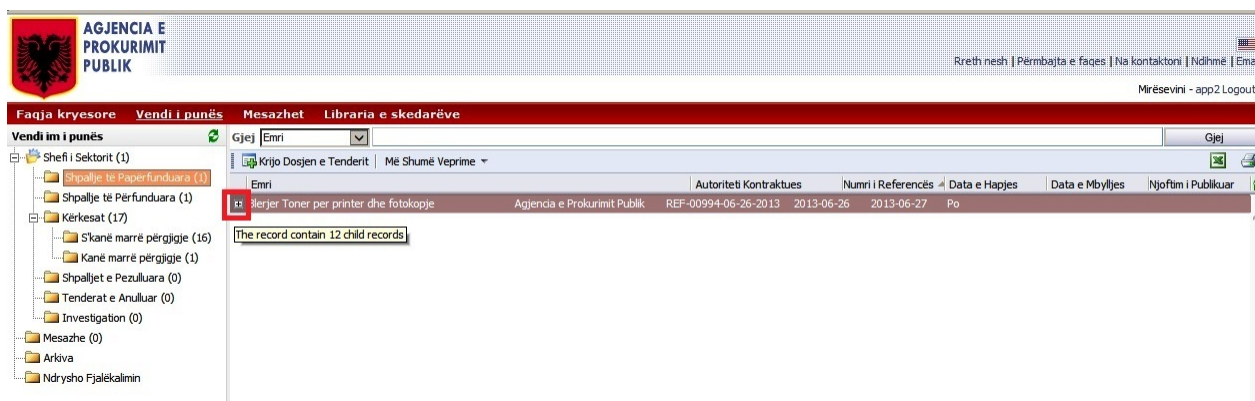 AGJENCIA E
PROKURIMIT
PUBLIK
Rreth nesh | Përmbajta e faqes | Na kontaktoni | Ndihmë | Ema
Mirësevini - app2 Logout
Faqja kryesore Vendi i punës Mesazhet Libraria e skedarëve
Vendi im i punës
Gjej Emri Gjej
Shefi i Sektorit (1)
Krijo Dosjen e Tenderit | Më Shumë Veprime
Shpallje të Papërfunduara (1)
Emri Autoriteti Kontraktues Numri i Referencës Data e Hapjes Data e Mbylljes Njoftim i Publikuar
Shpallje të Përfunduara (1)
Blerjer Toner per printer dhe fotokopje Agjencia e Prokurimit Publik REF-00994-06-26-2013 2013-06-26 2013-06-27 Po
Kërkesat (17)
The record contain 12 child records
S'kanë marrë përgjigje (16)
Kanë marrë përgjigje (1)
Shpalljet e Pezulluara (0)
Tenderat e Anulluar (0)
Investigation (0)
Mesazhe (0)
Arkiva
Ndrysho Fjalëkalimin